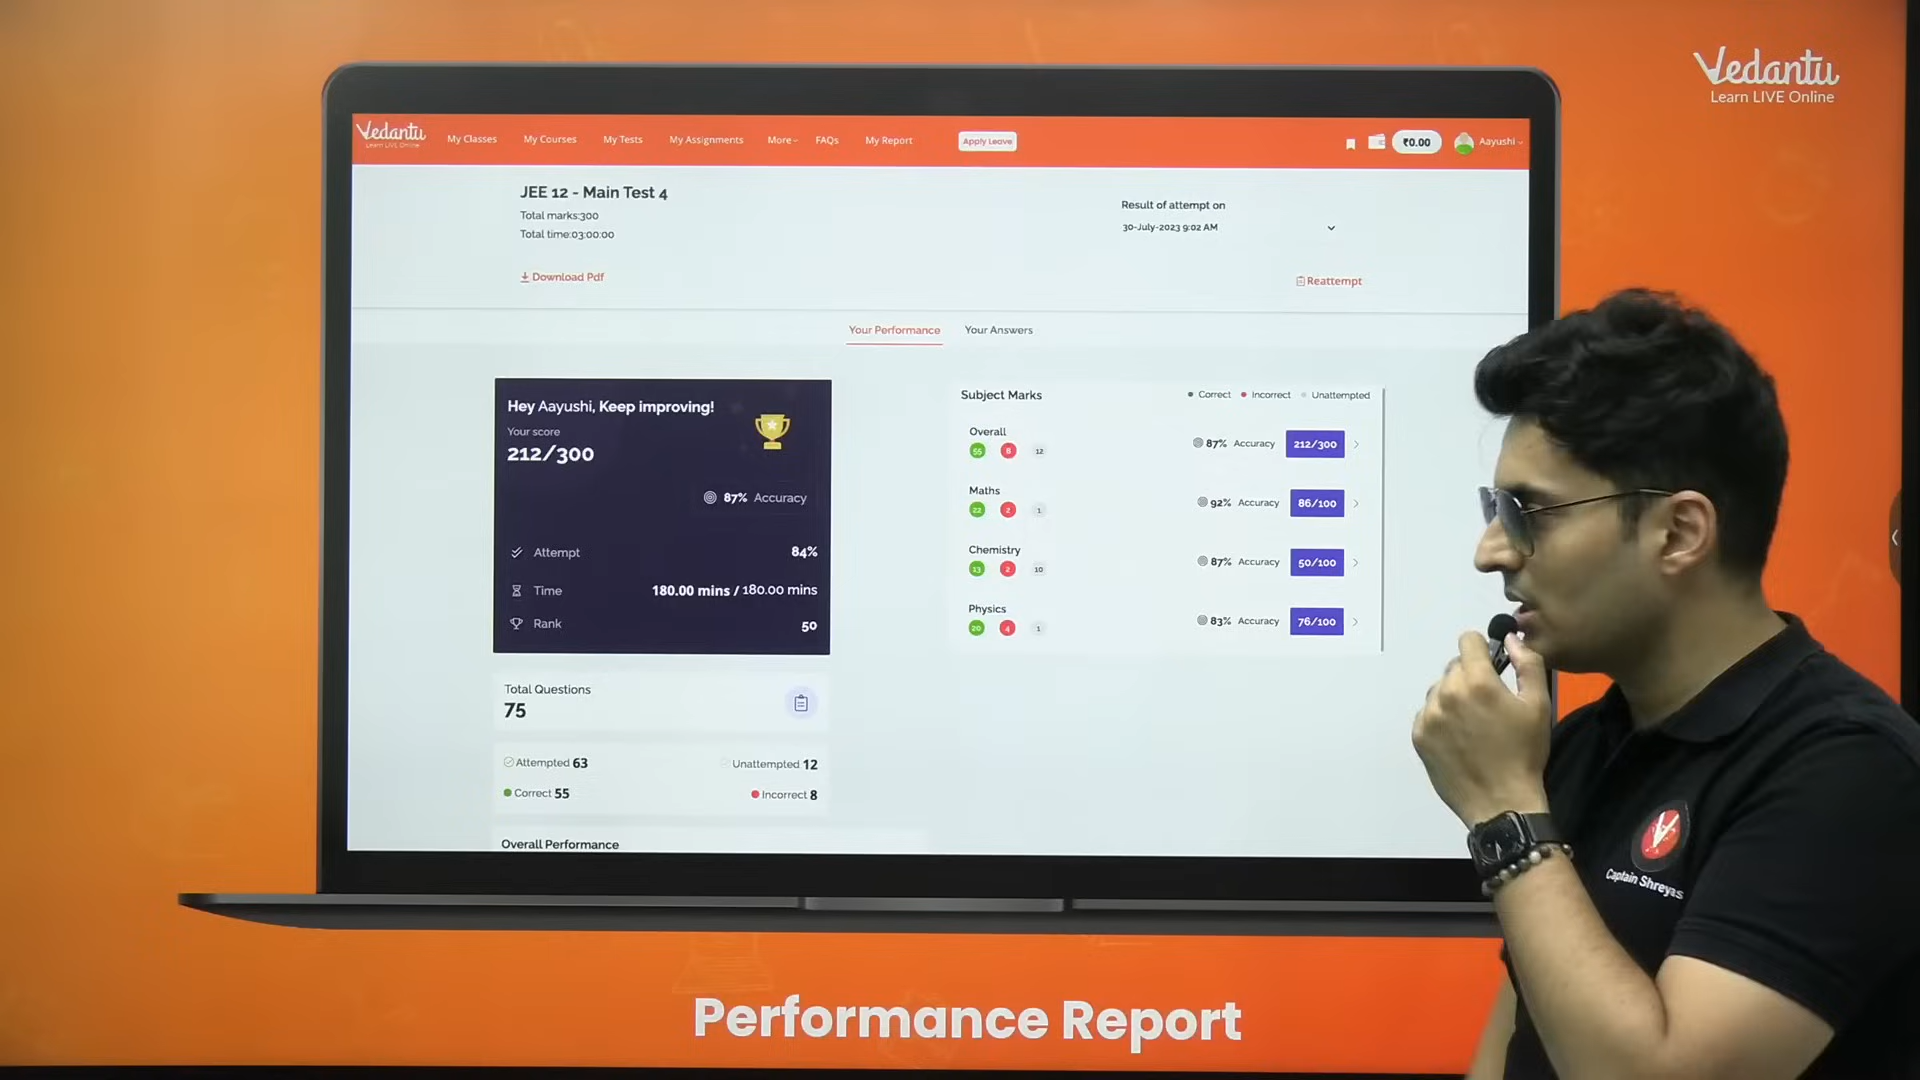 Vedantu
Learn LIVE Online
Vedantu
Learn LIVE Online
My Classes
My Courses
My Tests
My Assignments
More
FAQs
My Report
Apply Leave
₹0.00
Aayushi
JEE 12 - Main Test 4
Total marks:300
Total time:03:00:00
Download Pdf
Result of attempt on
30-July-2023 9:02 AM
Reattempt
Your Performance
Your Answers
Hey Aayushi, Keep improving!
Your score
212/300
87% Accuracy
Attempt 84%
Time 180.00 mins / 180.00 mins
Rank 50
Total Questions
75
Attempted 63
Unattempted 12
Correct 55
Incorrect 8
Overall Performance
Subject Marks
Correct
Incorrect
Unattempted
Overall
55 8 12
87% Accuracy 212/300
Maths
22 2 1
92% Accuracy 86/100
Chemistry
13 2 10
87% Accuracy 50/100
Physics
20 4 1
83% Accuracy 76/100
Captain Shreyas
Performance Report